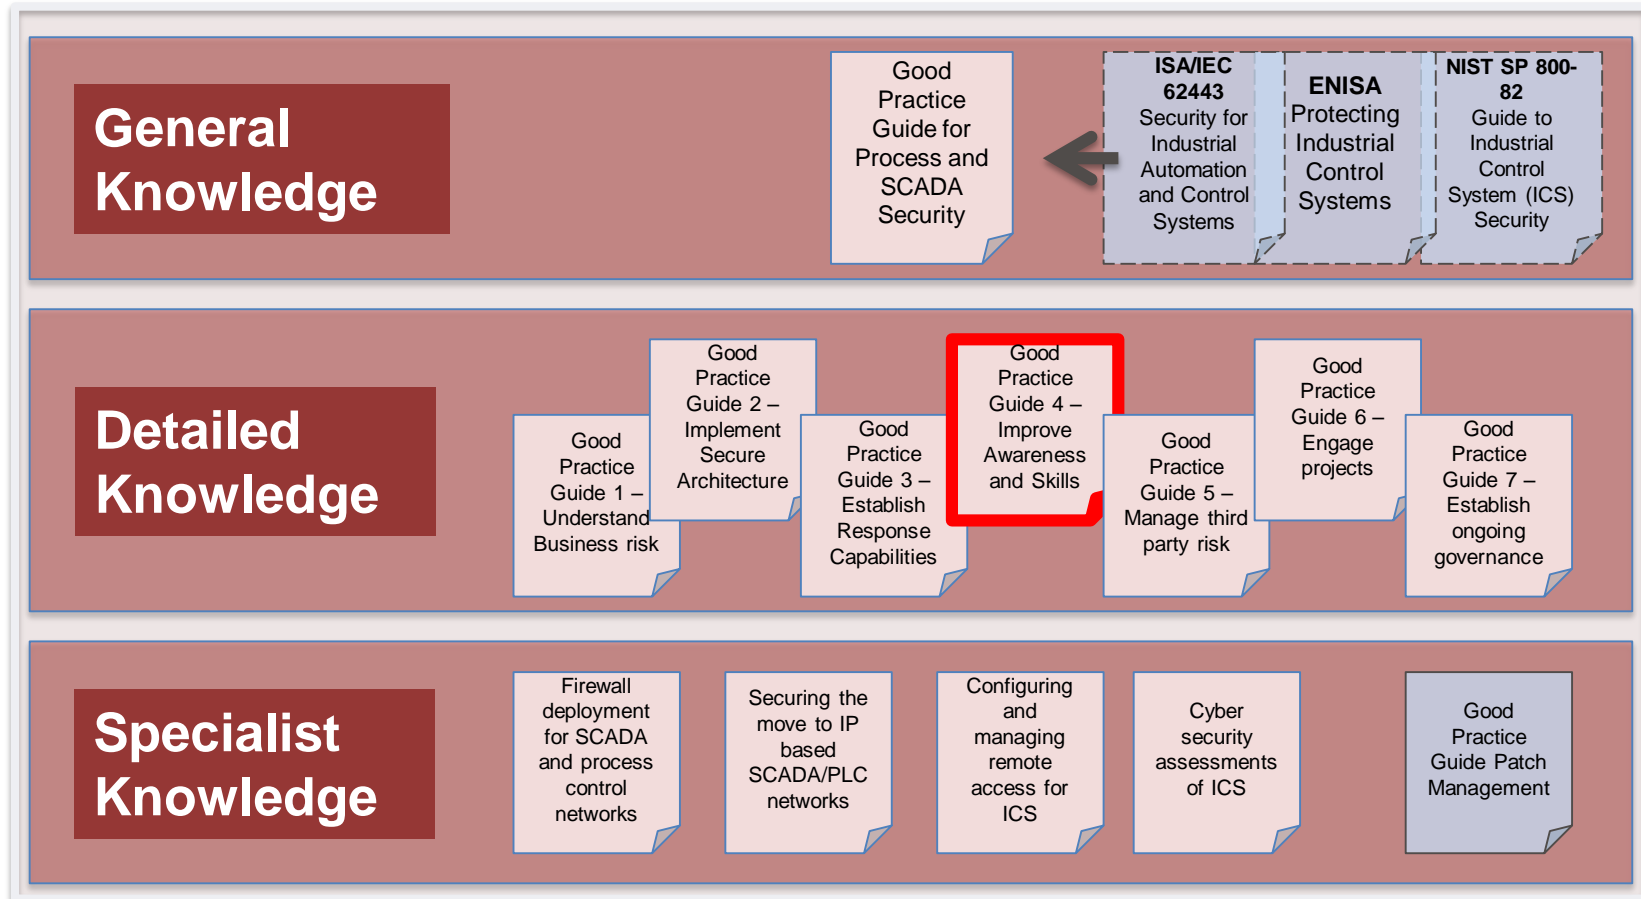 General
Knowledge
Good
Practice
Guide for
Process and
SCADA
Security
ISA/IEC
62443
Security for
Industrial
Automation
and Control
Systems
ENISA
Protecting
Industrial
Control
Systems
NIST SP 800-
82
Guide to
Industrial
Control
System (ICS)
Security
Detailed
Knowledge
Good
Practice
Guide 1 –
Understand
Business risk
Good
Practice
Guide 2 –
Implement
Secure
Architecture
Good
Practice
Guide 3 –
Establish
Response
Capabilities
Good
Practice
Guide 4 –
Improve
Awareness
and Skills
Good
Practice
Guide 5 –
Manage third
party risk
Good
Practice
Guide 6 –
Engage
projects
Good
Practice
Guide 7 –
Establish
ongoing
governance
Specialist
Knowledge
Firewall
deployment
for SCADA
and process
control
networks
Securing the
move to IP
based
SCADA/PLC
networks
Configuring
and
managing
remote
access for
ICS
Cyber
security
assessments
of ICS
Good
Practice
Guide Patch
Management